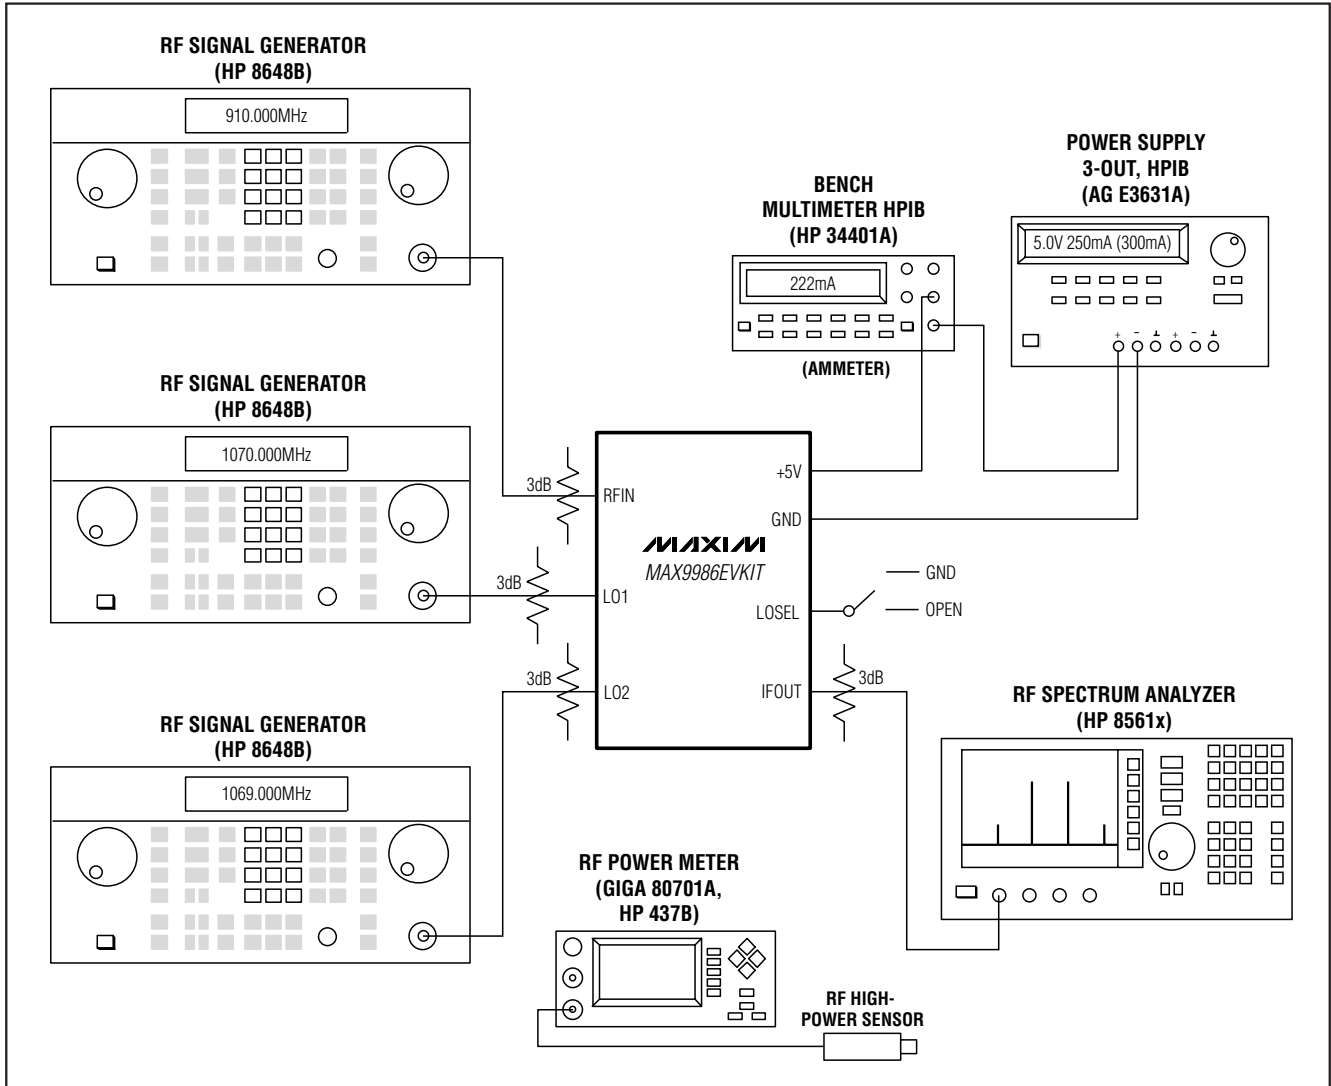 RF SIGNAL GENERATOR
(HP 8648B)
910.000MHz
POWER SUPPLY
3-OUT, HPIB
(AG E3631A)
5.0V 250mA (300mA)
+ - ⊥ + - ⊥
BENCH
MULTIMETER HPIB
(HP 34401A)
222mA
(AMMETER)
RF SIGNAL GENERATOR
(HP 8648B)
1070.000MHz
3dB
RFIN
+5V
GND
MAXIM
MAX9986EVKIT
3dB
LO1
LOSEL
GND
OPEN
3dB
LO2
IFOUT
3dB
RF SIGNAL GENERATOR
(HP 8648B)
1069.000MHz
RF SPECTRUM ANALYZER
(HP 8561x)
RF POWER METER
(GIGA 80701A,
HP 437B)
RF HIGH-
POWER SENSOR